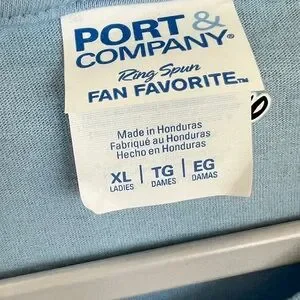 PORT &
COMPANY®
Ring Spun
FAN FAVORITE™
Made in Honduras
Fabriqué au Honduras
Hecho en Honduras
XL | TG | EG
LADIES | DAMES | DAMAS